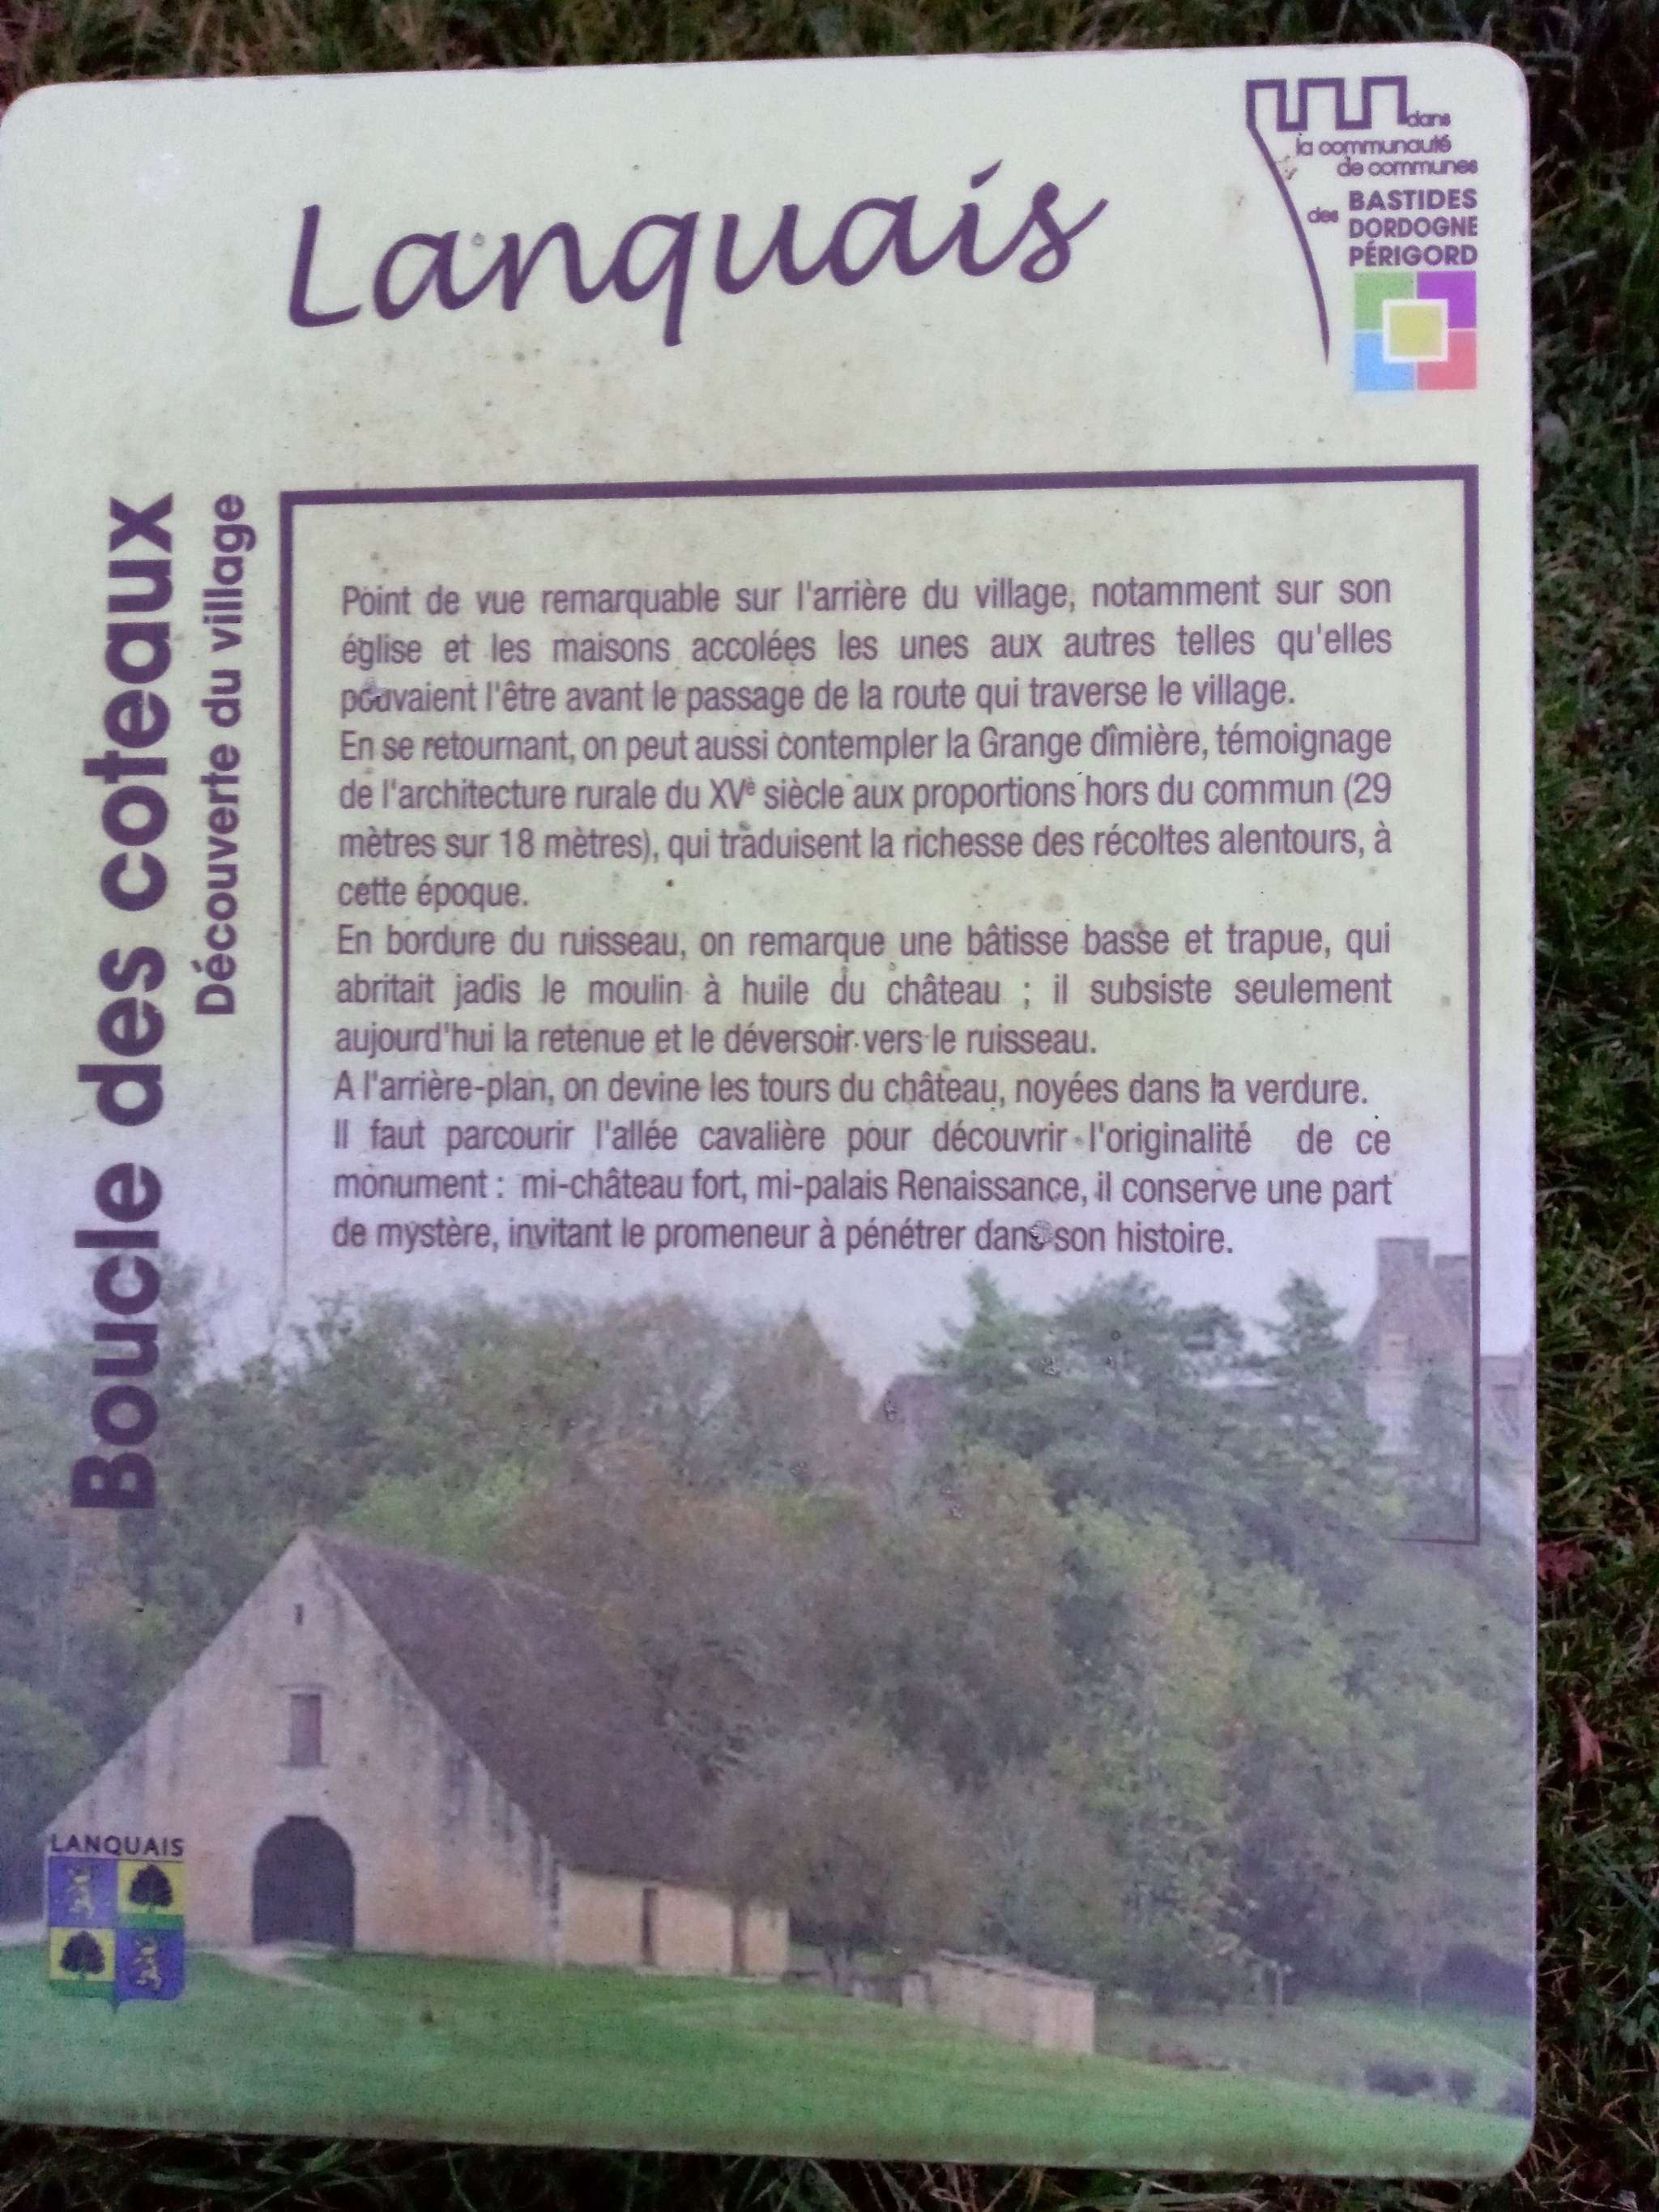 Lanquais
dans
la communauté
de communes
des BASTIDES
DORDOGNE
PÉRIGORD
Boucle des coteaux
Découverte du village
Point de vue remarquable sur l'arrière du village, notamment sur son
église et les maisons accolées les unes aux autres telles qu'elles
pouvaient l'être avant le passage de la route qui traverse le village.
En se retournant, on peut aussi contempler la Grange dîmière, témoignage
de l'architecture rurale du XVè siècle aux proportions hors du commun (29
mètres sur 18 mètres), qui traduisent la richesse des récoltes alentours, à
cette époque.
En bordure du ruisseau, on remarque une bâtisse basse et trapue, qui
abritait jadis le moulin à huile du château ; il subsiste seulement
aujourd'hui la retenue et le déversoir vers le ruisseau.
A l'arrière-plan, on devine les tours du château, noyées dans la verdure.
Il faut parcourir l'allée cavalière pour découvrir l'originalité de ce
monument : mi-château fort, mi-palais Renaissance, il conserve une part
de mystère, invitant le promeneur à pénétrer dans son histoire.
LANQUAIS